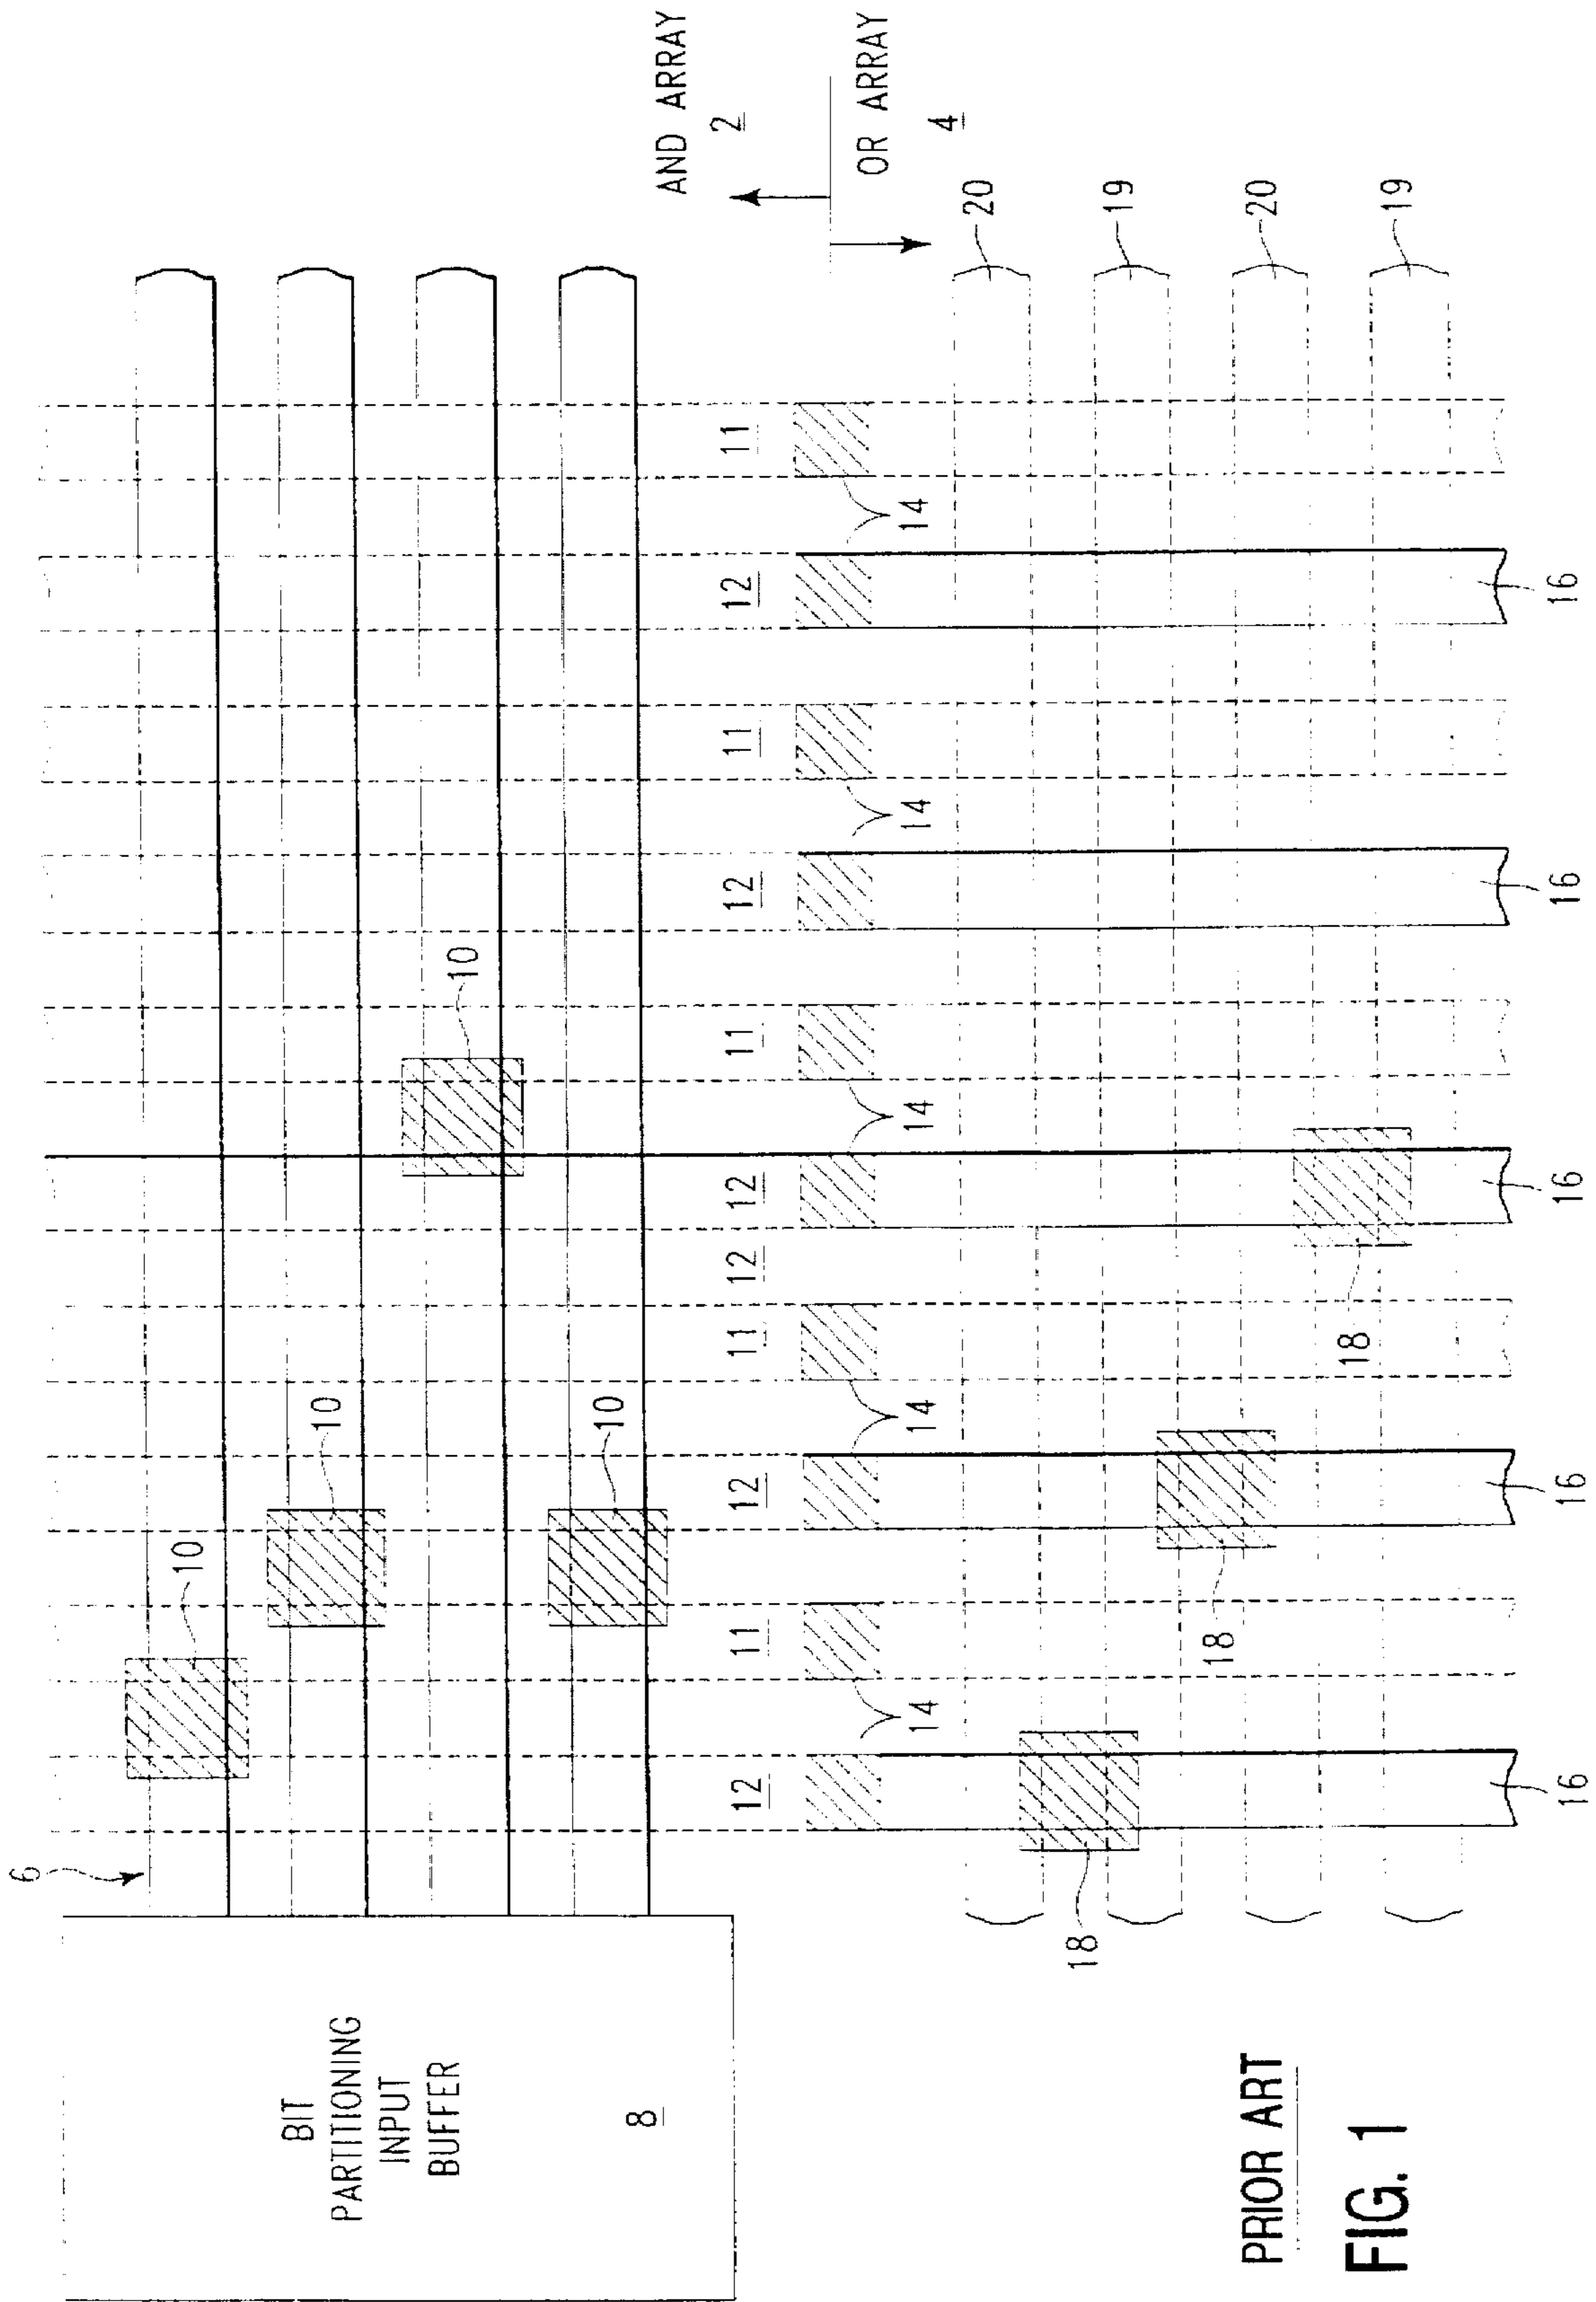 6
10
10
BIT
PARTITIONING
INPUT
BUFFER
8
10
10
AND ARRAY
2
12 11 12 11 12 12 11 12 11 12 11
OR ARRAY
4
14 14 14 14 14
20
18
19
18
20
18
19
16 16 16 16 16
PRIOR ART
FIG. 1